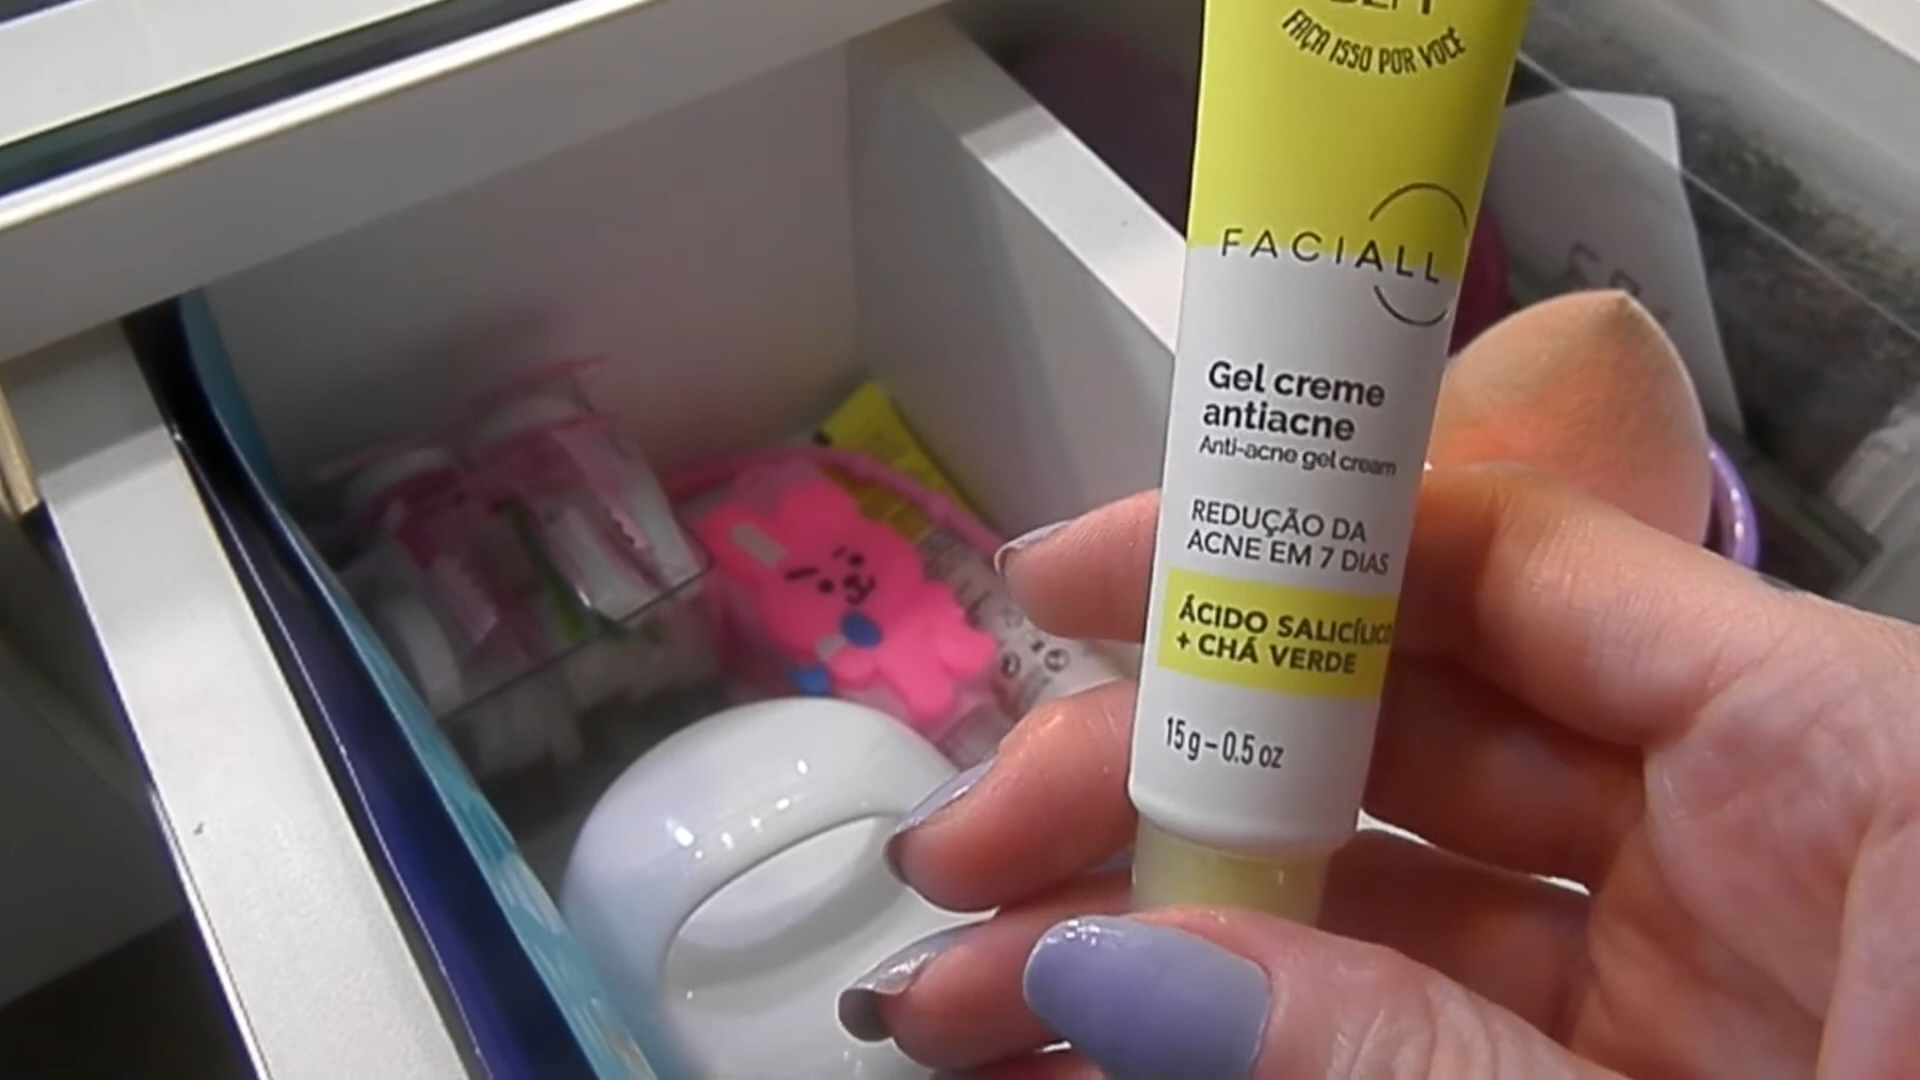 FAÇA ISSO POR VOCÊ
FACIALL
Gel creme
antiacne
Anti-acne gel cream
REDUÇÃO DA
ACNE EM 7 DIAS
ÁCIDO SALICÍLICO
+ CHÁ VERDE
15g-0.5 oz